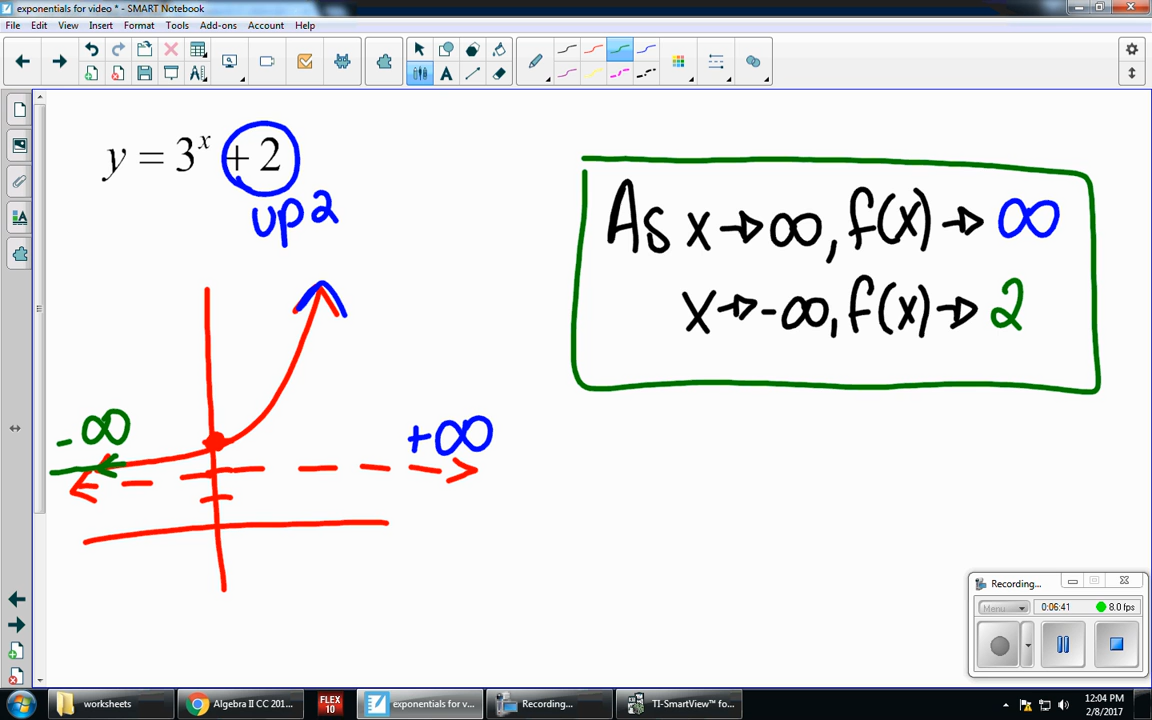 exponentials for video * - SMART Notebook
File Edit View Insert Format Tools Add-ons Account Help
y = 3^x + 2
up 2
As x→∞, f(x)→ ∞
x→-∞, f(x)→ 2
-∞
+∞
Recording...
Menu
0:06:41
8.0 fps
worksheets
Algebra II CC 201...
FLEX
10
exponentials for v...
Recording...
TI-SmartView™ fo...
12:04 PM
2/8/2017